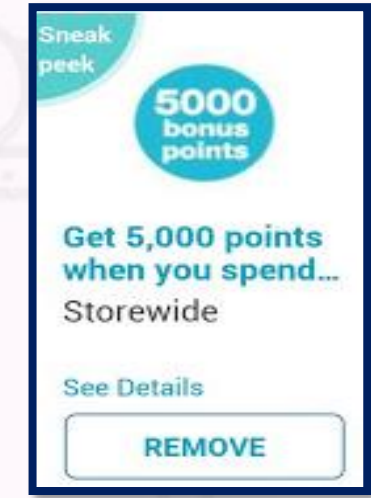 Sneak
peek
5000
bonus
points
Get 5,000 points
when you spend...
Storewide
See Details
REMOVE